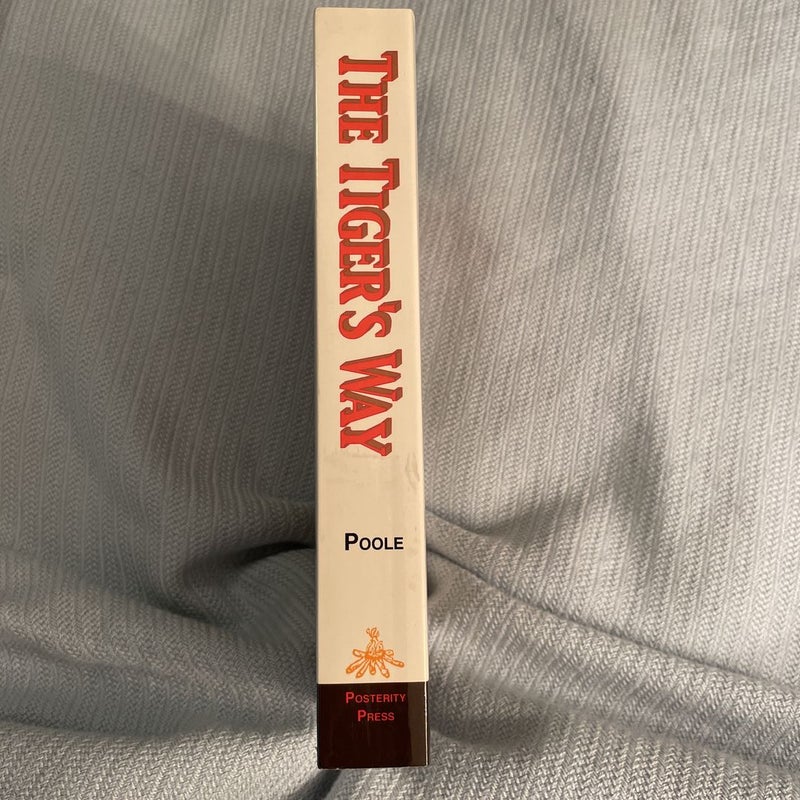 THE TIGER'S WAY
POOLE
POSTERITY
PRESS